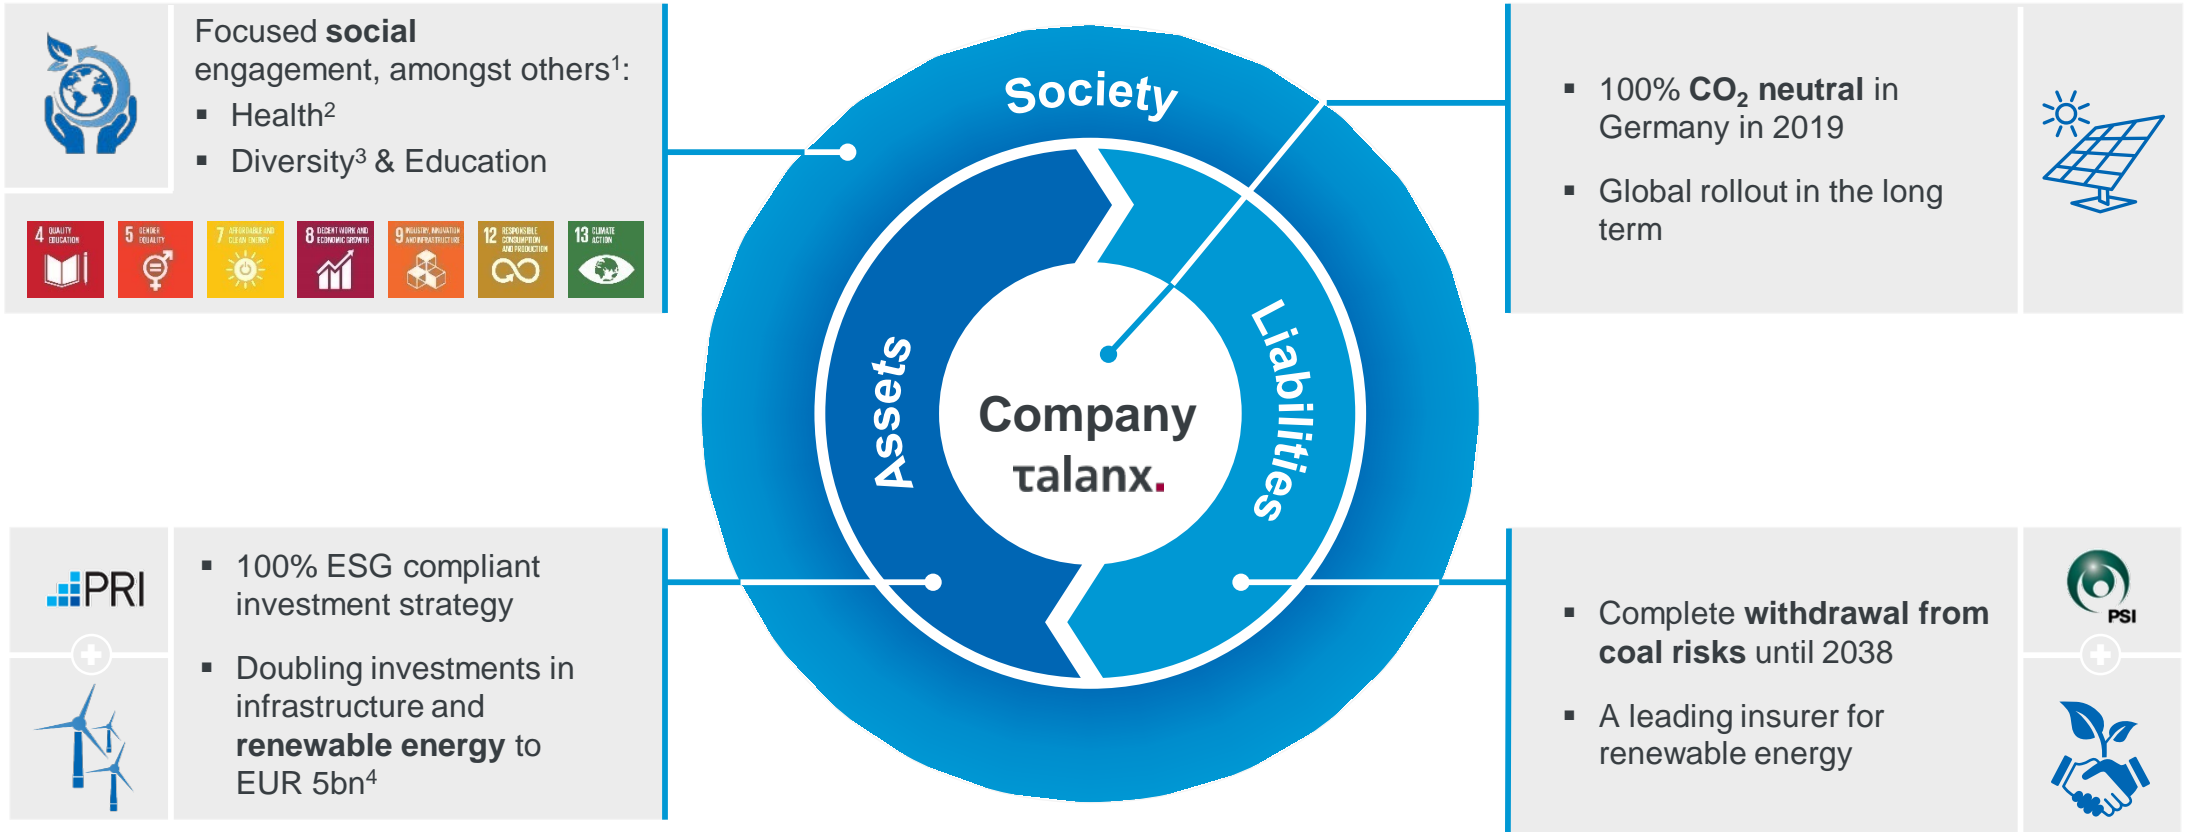 Focused social
engagement, amongst others¹:
▪ Health²
▪ Diversity³ & Education
4 QUALITY
EDUCATION
5 GENDER
EQUALITY
7 AFFORDABLE AND
CLEAN ENERGY
8 DECENT WORK AND
ECONOMIC GROWTH
9 INDUSTRY, INNOVATION
AND INFRASTRUCTURE
12 RESPONSIBLE
CONSUMPTION
AND PRODUCTION
13 CLIMATE
ACTION
Society
Assets
Liabilities
Company
talanx.
▪ 100% CO₂ neutral in
Germany in 2019
▪ Global rollout in the long
term
PRI
▪ 100% ESG compliant
investment strategy
▪ Doubling investments in
infrastructure and
renewable energy to
EUR 5bn⁴
▪ Complete withdrawal from
coal risks until 2038
▪ A leading insurer for
renewable energy
PSI